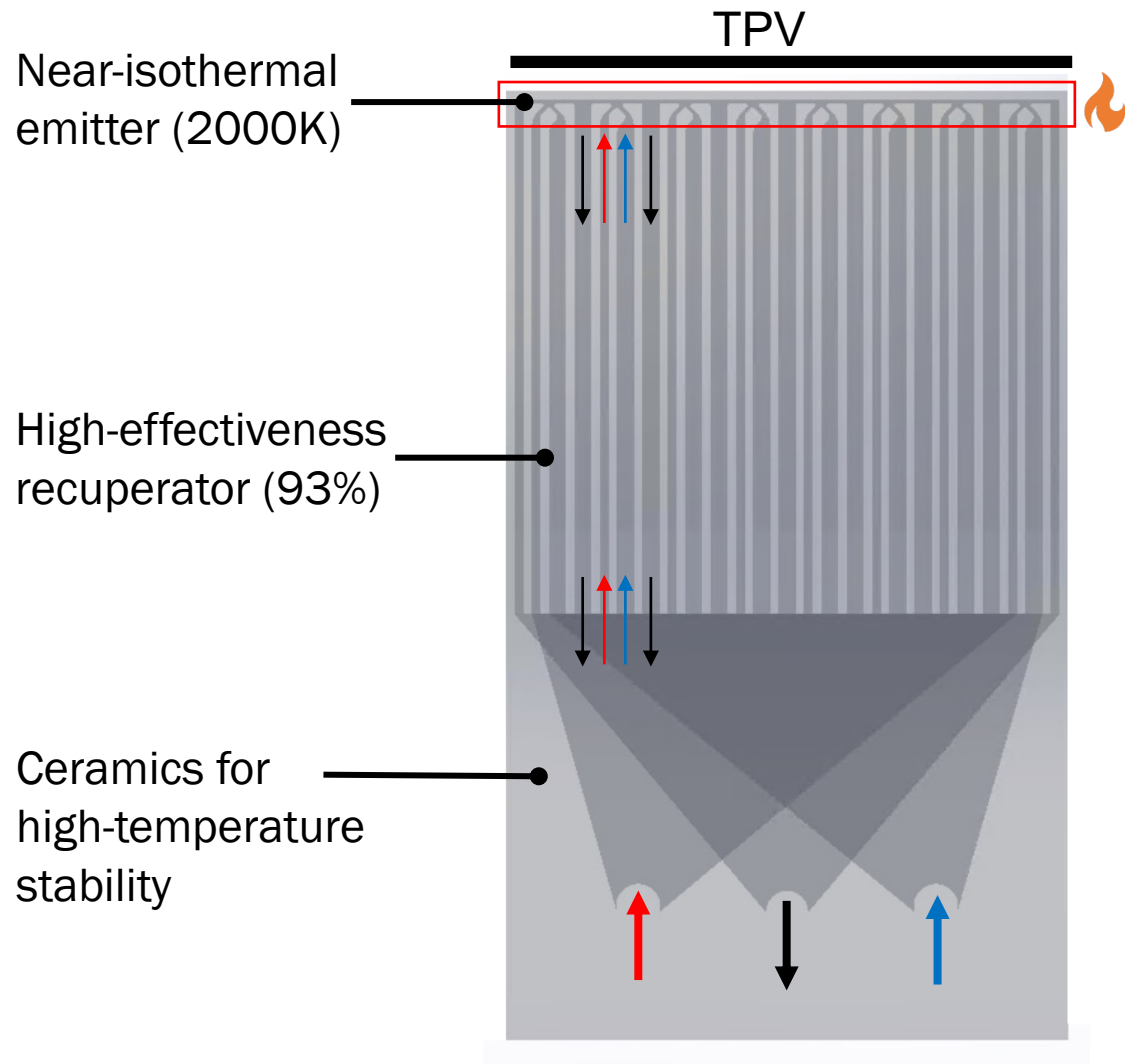 TPV
Near-isothermal
emitter (2000K)
High-effectiveness
recuperator (93%)
Ceramics for
high-temperature
stability